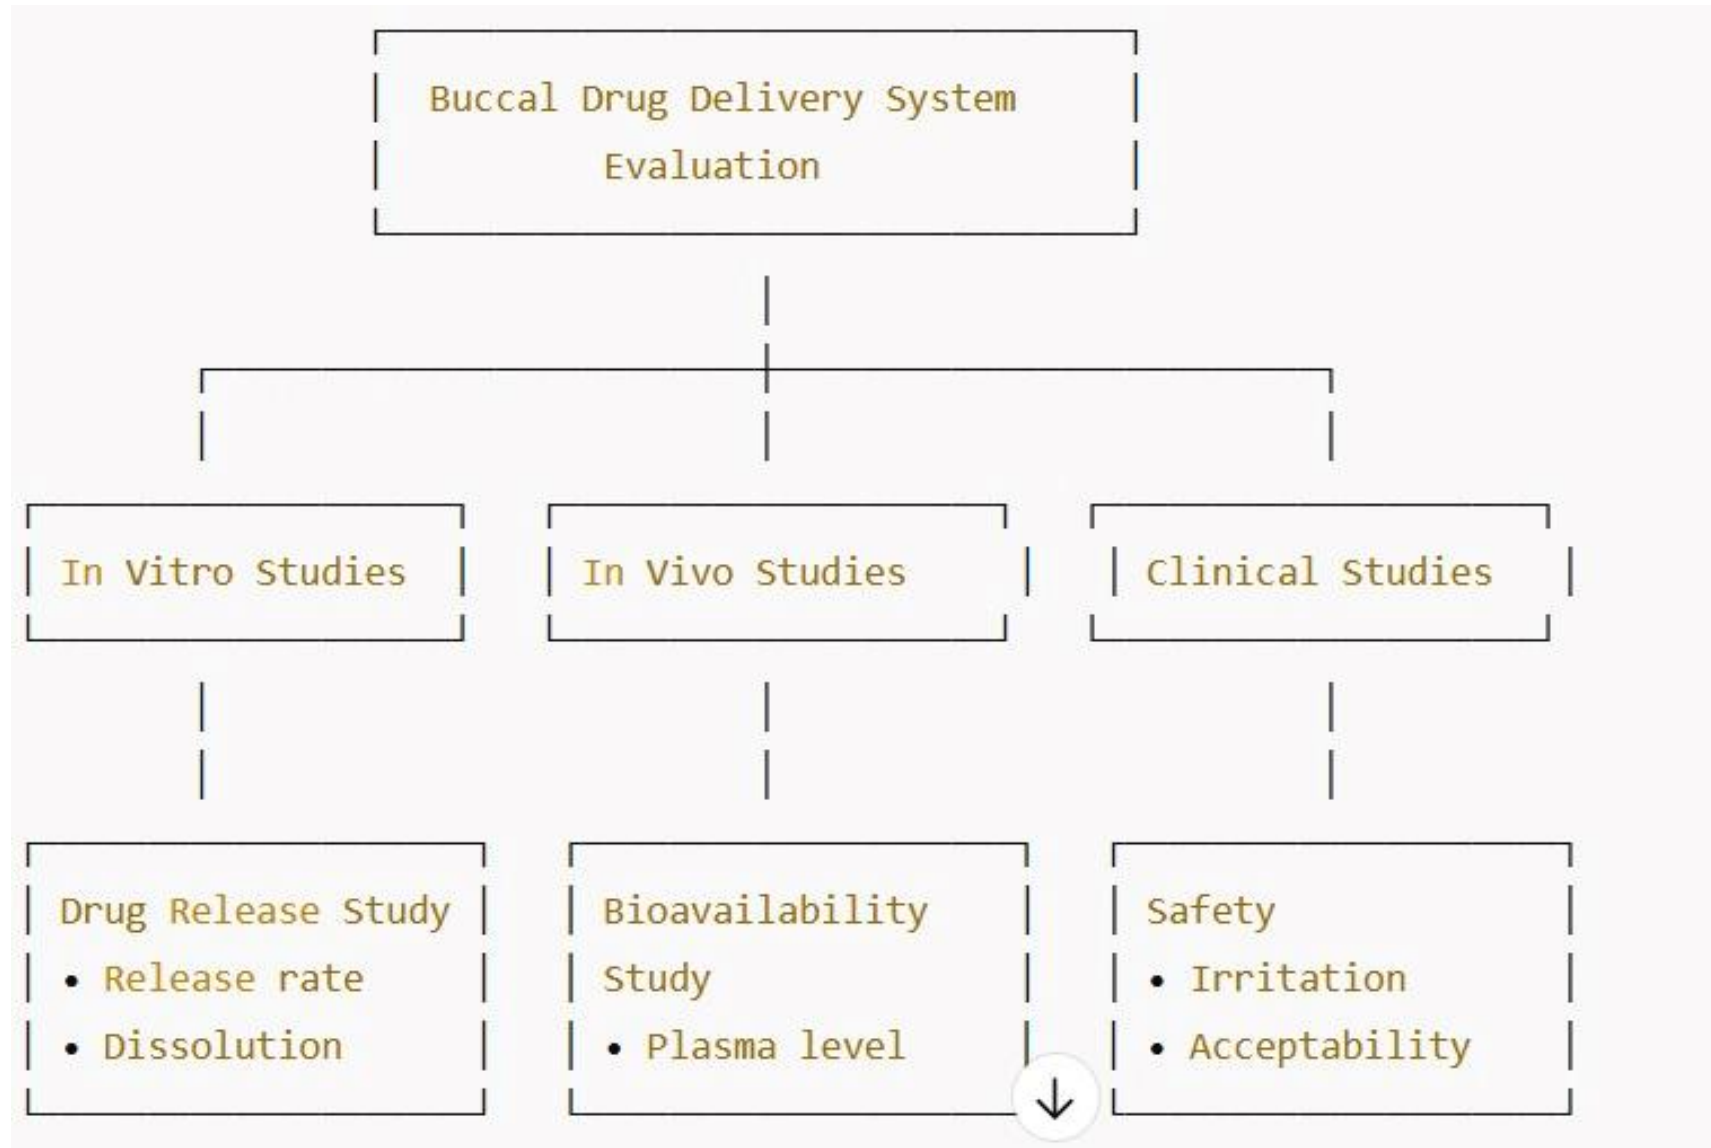 Buccal Drug Delivery System
Evaluation
In Vitro Studies
In Vivo Studies
Clinical Studies
Drug Release Study
• Release rate
• Dissolution
Bioavailability
Study
• Plasma level
Safety
• Irritation
• Acceptability